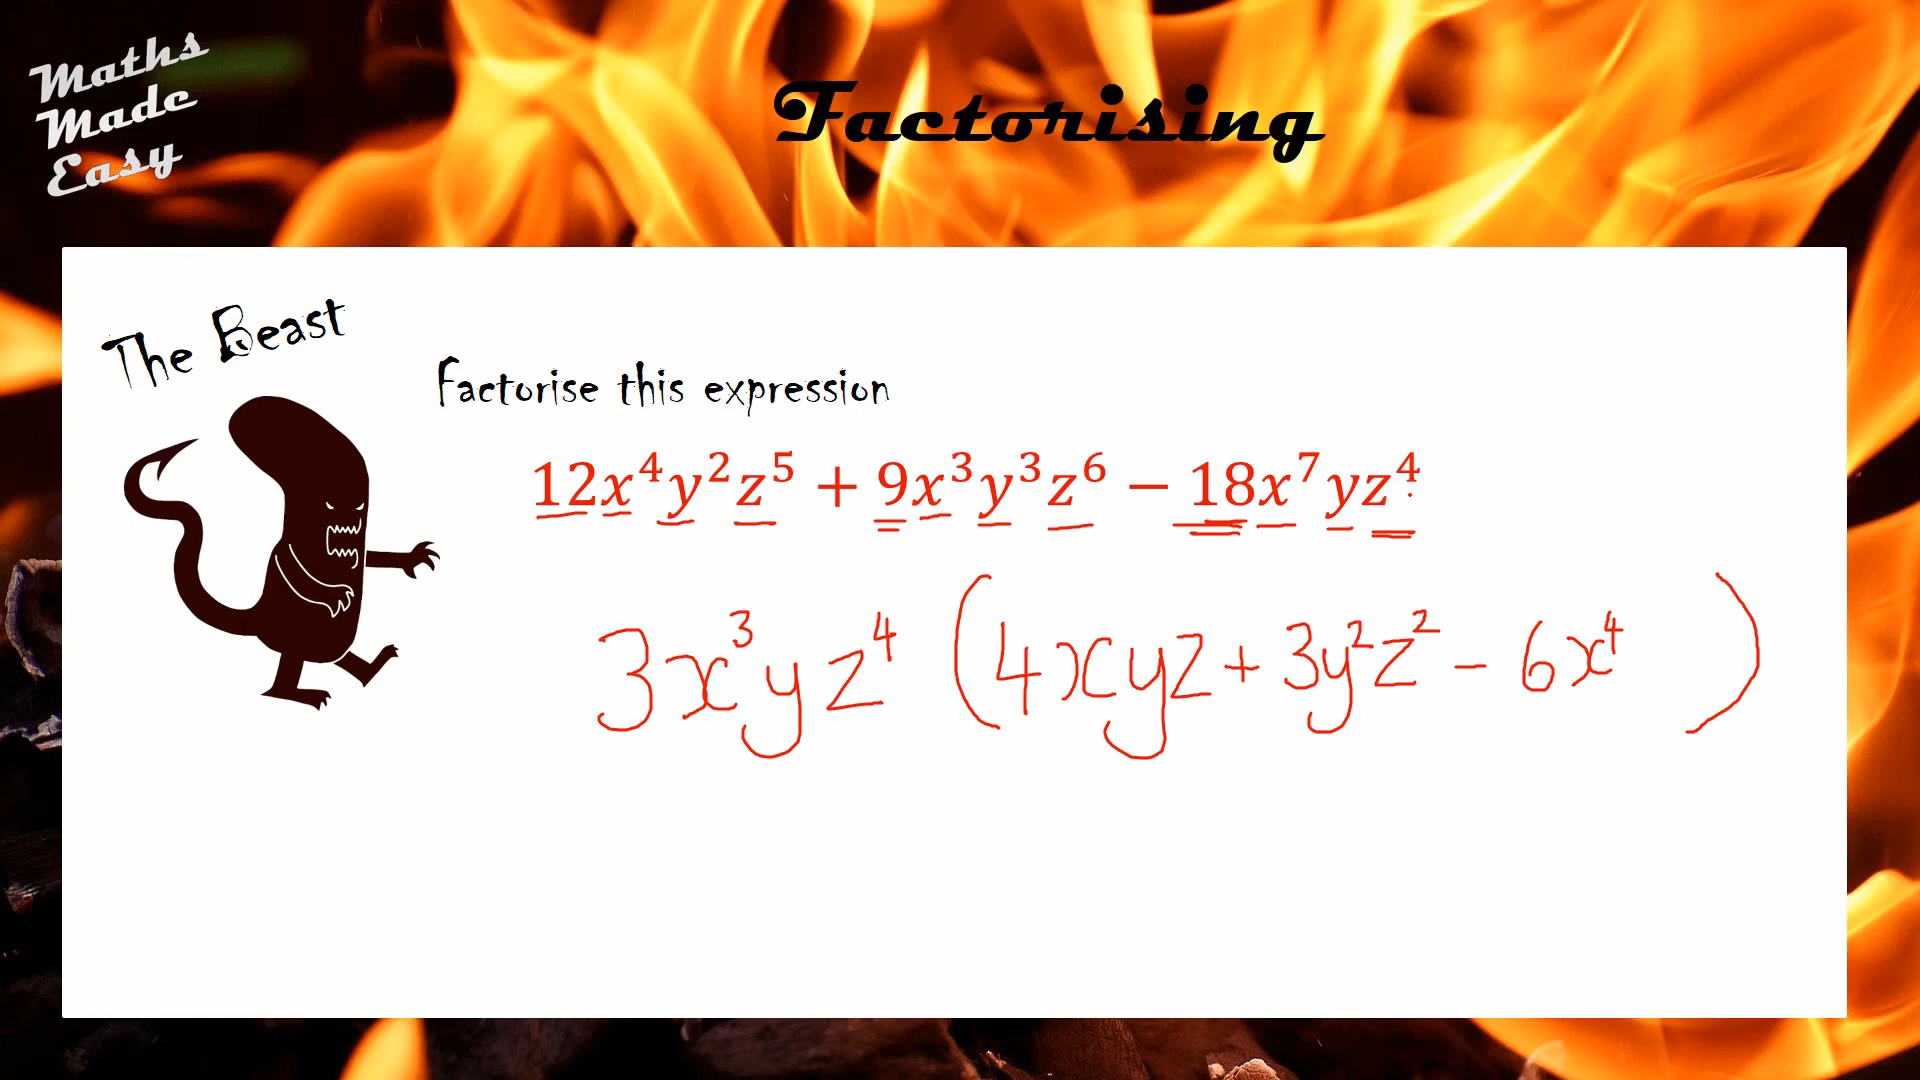 Maths
Made
Easy
Factorising
The Beast
Factorise this expression
12x⁴y²z⁵ + 9x³y³z⁶ − 18x⁷yz⁴
3x³yz⁴ (4xyz + 3y²z² − 6x⁴ )